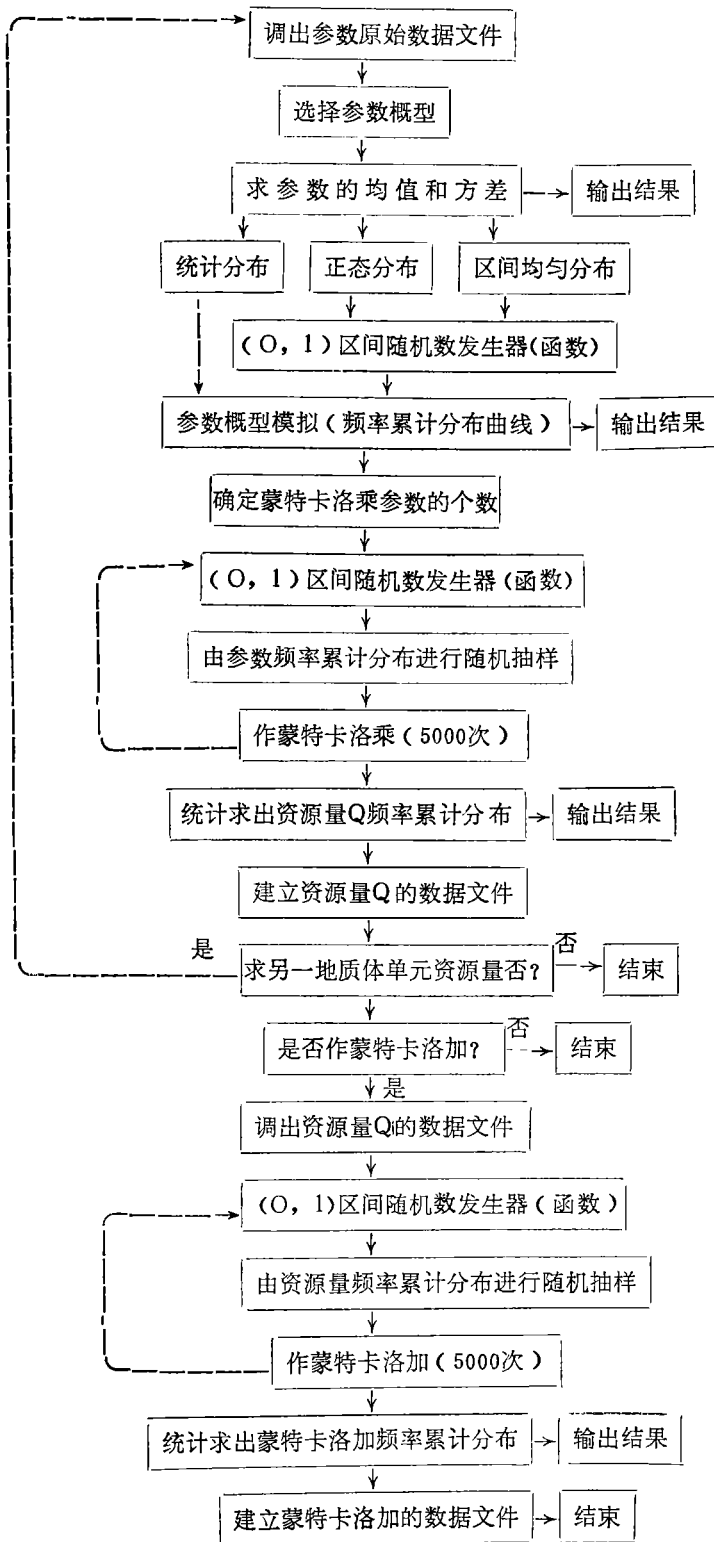 调出参数原始数据文件
选择参数概型
求参数的均值和方差
输出结果
统计分布
正态分布
区间均匀分布
(O，1)区间随机数发生器(函数)
参数概型模拟(频率累计分布曲线)
输出结果
确定蒙特卡洛乘参数的个数
(O，1)区间随机数发生器(函数)
由参数频率累计分布进行随机抽样
作蒙特卡洛乘(5000次)
统计求出资源量Q频率累计分布
输出结果
建立资源量Q的数据文件
是
求另一地质体单元资源量否?
否
结束
是否作蒙特卡洛加?
否
结束
是
调出资源量Qi的数据文件
(O，1)区间随机数发生器(函数)
由资源量频率累计分布进行随机抽样
作蒙特卡洛加(5000次)
统计求出蒙特卡洛加频率累计分布
输出结果
建立蒙特卡洛加的数据文件
结束